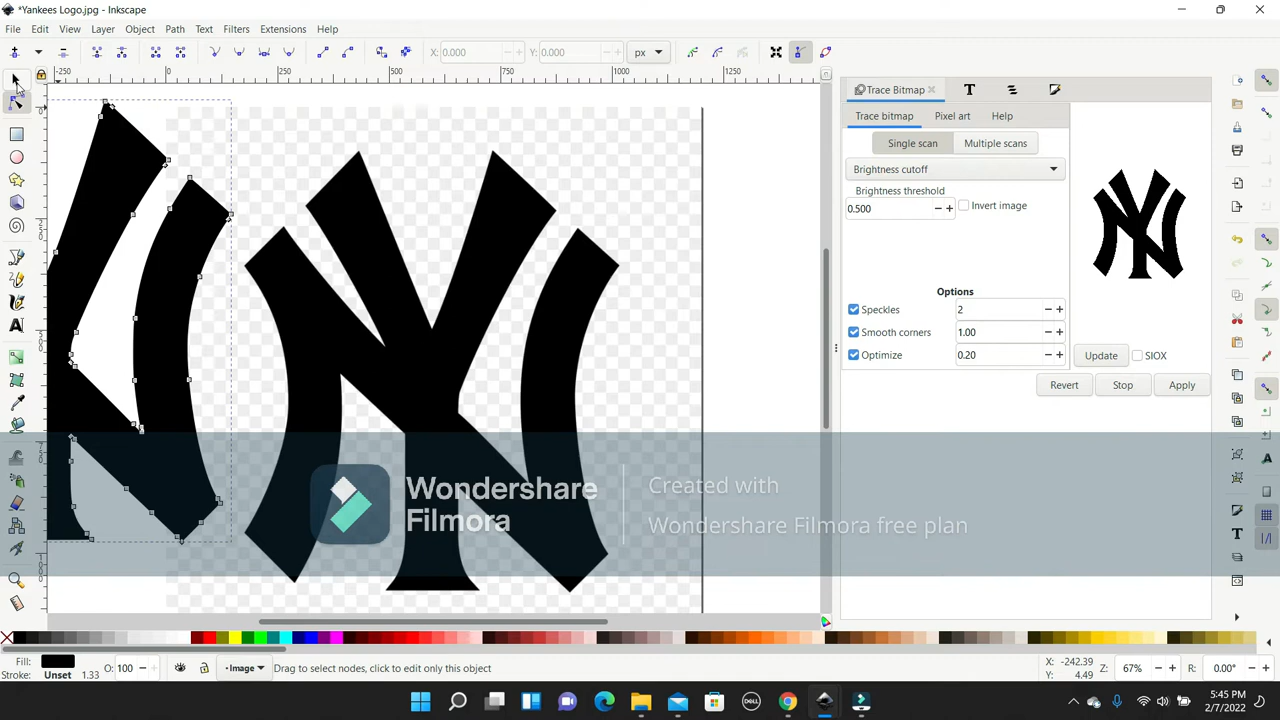 *Yankees Logo.jpg - Inkscape
File Edit View Layer Object Path Text Filters Extensions Help
X: 0.000 Y: 0.000 px
-250 0 250 500 750 1000 1250
Trace Bitmap
Trace bitmap Pixel art Help
Single scan Multiple scans
Brightness cutoff
Brightness threshold
0.500 Invert image
Options
Speckles 2
Smooth corners 1.00
Optimize 0.20
Update SIOX
Revert Stop Apply
Wondershare
Filmora
Created with
Wondershare Filmora free plan
Fill:
Stroke: Unset 1.33
O: 100
Image
Drag to select nodes, click to edit only this object
X: -242.39
Y: 4.49
Z: 67%
R: 0.00°
DELL
5:45 PM
2/7/2022